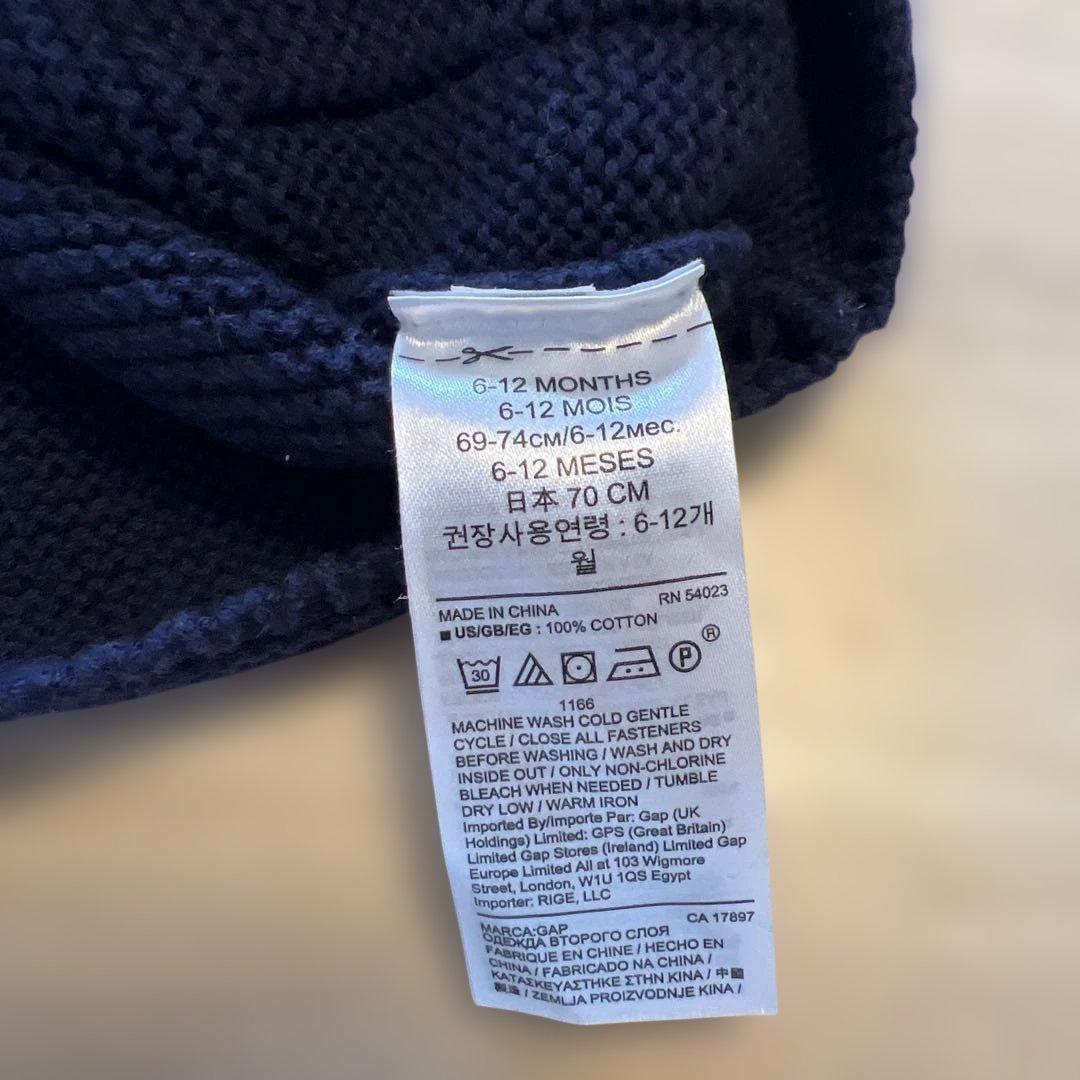 6-12 MONTHS
6-12 MOIS
69-74см/6-12мес.
6-12 MESES
日本 70 CM
권장사용연령 : 6-12개
월
RN 54023
MADE IN CHINA
US/GB/EG : 100% COTTON
30 P ®
1166
MACHINE WASH COLD GENTLE
CYCLE / CLOSE ALL FASTENERS
BEFORE WASHING / WASH AND DRY
INSIDE OUT / ONLY NON-CHLORINE
BLEACH WHEN NEEDED / TUMBLE
DRY LOW / WARM IRON
Imported By/Importe Par: Gap (UK
Holdings) Limited: GPS (Great Britain)
Limited Gap Stores (Ireland) Limited Gap
Europe Limited All at 103 Wigmore
Street, London, W1U 1QS Egypt
Importer: RIGE, LLC
CA 17897
MARCA:GAP
ОДЕЖДА ВТОРОГО СЛОЯ
FABRIQUE EN CHINE / HECHO EN
CHINA / FABRICADO NA CHINA /
ΚΑΤΑΣΚΕΥΑΣΤΗΚΕ ΣΤΗΝ ΚΙΝΑ / 中國
製造 / ZEMLJA PROIZVODNJE KINA /